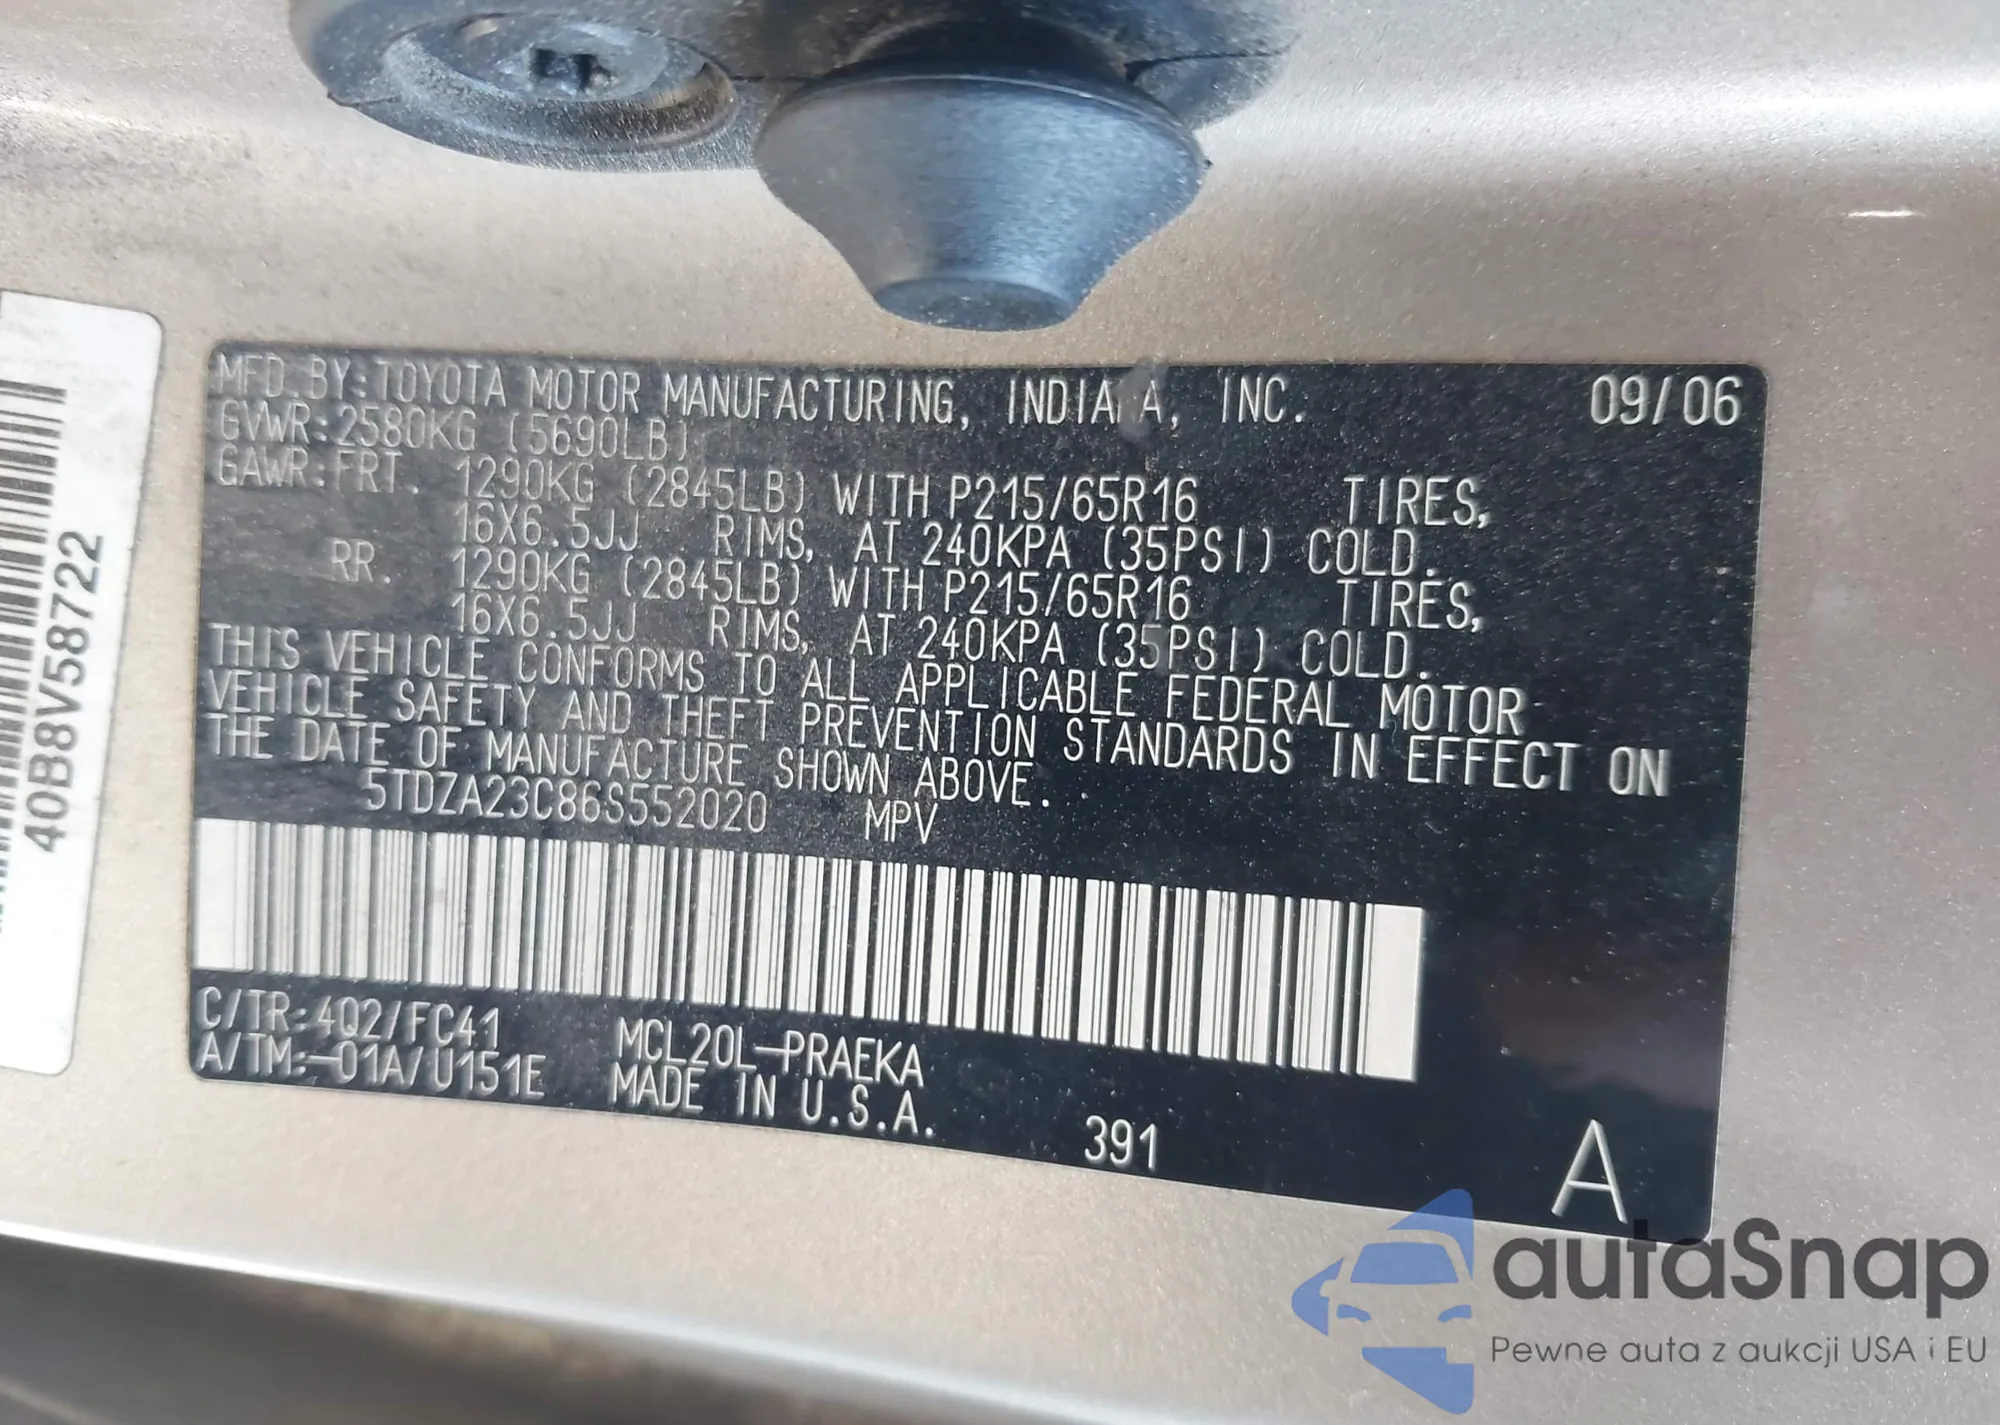 MFD. BY: TOYOTA MOTOR MANUFACTURING, INDIANA, INC. 09/06
GVWR: 2580KG (5690LB)
GAWR: FRT. 1290KG (2845LB) WITH P215/65R16 TIRES,
16X6.5JJ RIMS, AT 240KPA (35PSI) COLD.
RR. 1290KG (2845LB) WITH P215/65R16 TIRES,
16X6.5JJ RIMS, AT 240KPA (35PSI) COLD.
THIS VEHICLE CONFORMS TO ALL APPLICABLE FEDERAL MOTOR
VEHICLE SAFETY AND THEFT PREVENTION STANDARDS IN EFFECT ON
THE DATE OF MANUFACTURE SHOWN ABOVE.
5TDZA23C86S552020 MPV
C/TR: 4Q2/FC41 MCL20L-PRAEKA
A/TM: -01A/U151E MADE IN U.S.A.
391
A
40B8V58722
autoSnap
Pewne auta z aukcji USA i EU